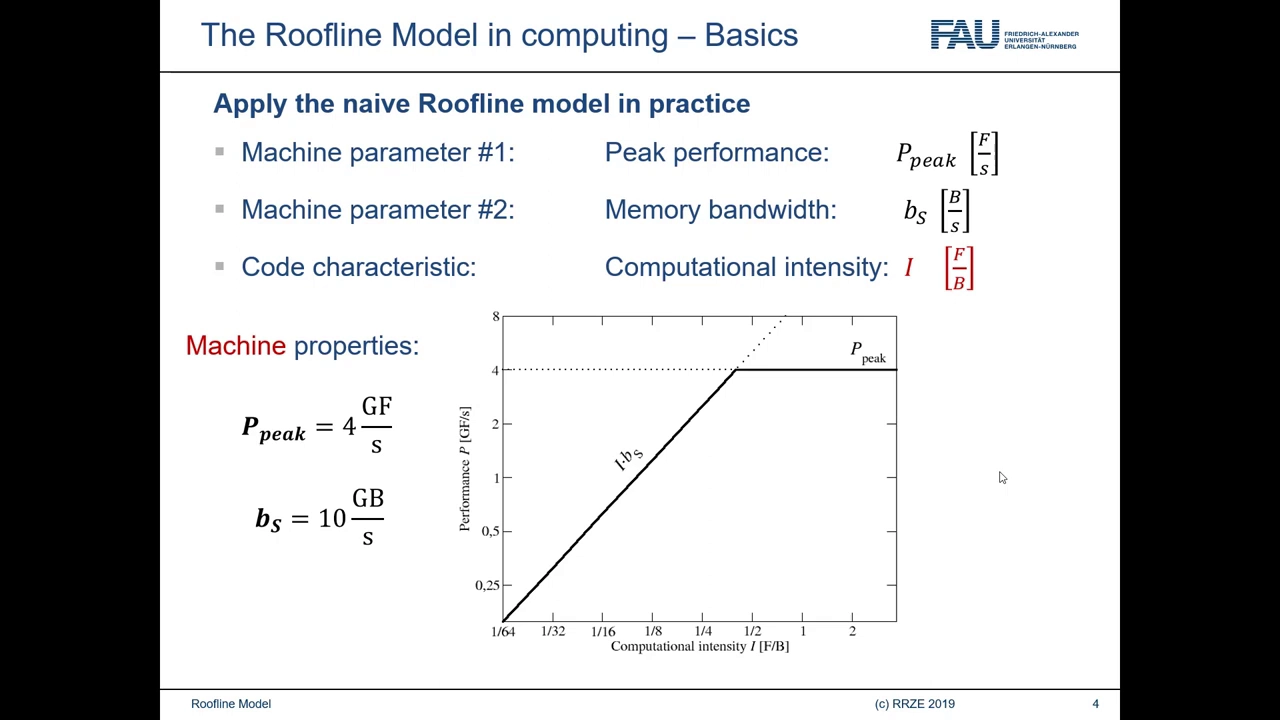 The Roofline Model in computing – Basics
FAU
FRIEDRICH-ALEXANDER
UNIVERSITÄT
ERLANGEN-NÜRNBERG
Apply the naive Roofline model in practice
Machine parameter #1: Peak performance: P_peak [F/s]
Machine parameter #2: Memory bandwidth: b_S [B/s]
Code characteristic: Computational intensity: I [F/B]
Machine properties:
P_peak = 4 GF/s
b_S = 10 GB/s
Performance P [GF/s]
8
4
2
1
0,5
0,25
P_peak
I·b_S
1/64 1/32 1/16 1/8 1/4 1/2 1 2
Computational intensity I [F/B]
Roofline Model (c) RRZE 2019 4